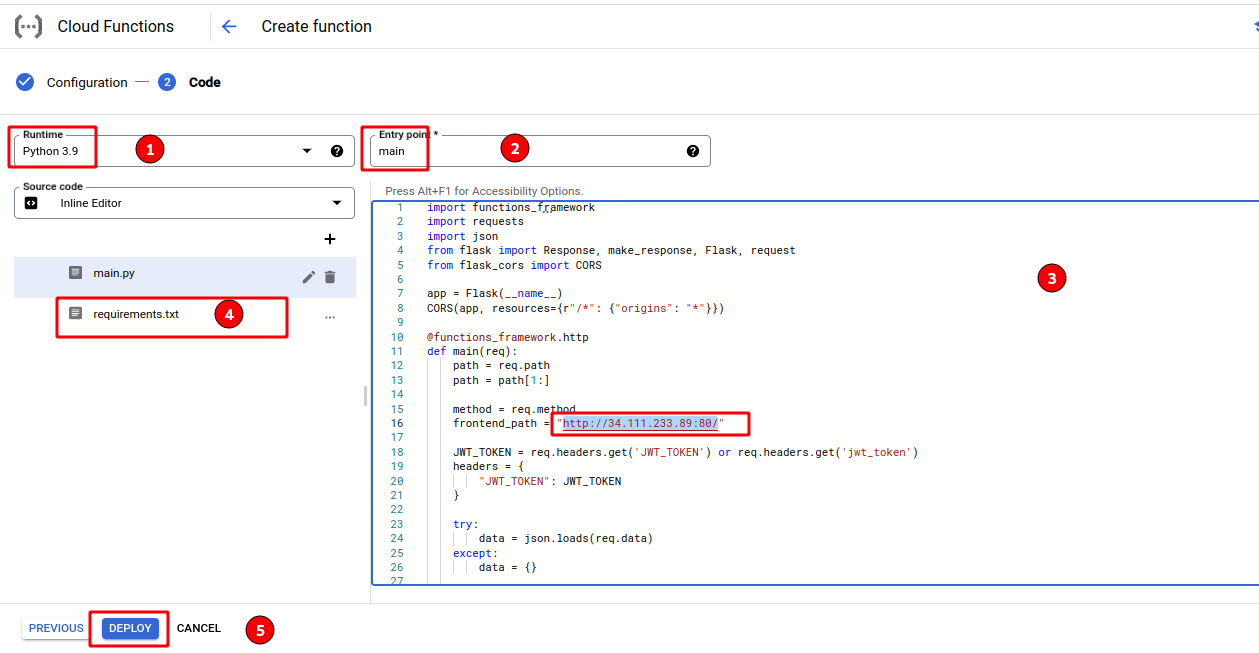 Cloud Functions
Create function
Configuration
2
Code
Runtime
Python 3.9
1
Entry point *
main
2
Source code
Inline Editor
Press Alt+F1 for Accessibility Options.
main.py
requirements.txt
4
...
1 import functions_framework
2 import requests
3 import json
4 from flask import Response, make_response, Flask, request
5 from flask_cors import CORS
6
7 app = Flask(__name__)
8 CORS(app, resources={r"/*": {"origins": "*"}})
9
10 @functions_framework.http
11 def main(req):
12 path = req.path
13 path = path[1:]
14
15 method = req.method
16 frontend_path = "http://34.111.233.89:80/"
17
18 JWT_TOKEN = req.headers.get('JWT_TOKEN') or req.headers.get('jwt_token')
19 headers = {
20 "JWT_TOKEN": JWT_TOKEN
21 }
22
23 try:
24 data = json.loads(req.data)
25 except:
26 data = {}
27
3
PREVIOUS
DEPLOY
CANCEL
5